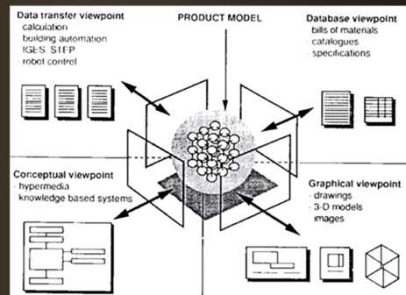 Data transfer viewpoint
calculation
building automation
IGES STEP
robot control
PRODUCT MODEL
Database viewpoint
bills of materials
catalogues
specifications
Conceptual viewpoint
· hypermedia
knowledge based systems
Graphical viewpoint
- drawings
- 3-D models
images